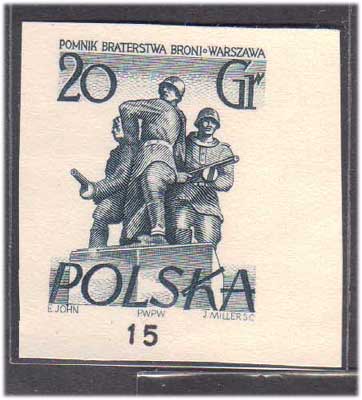 POMNIK BRATERSTWA BRONI•WARSZAWA
20 Gr
POLSKA
E. JOHN PWPW J. MILLER SC
15